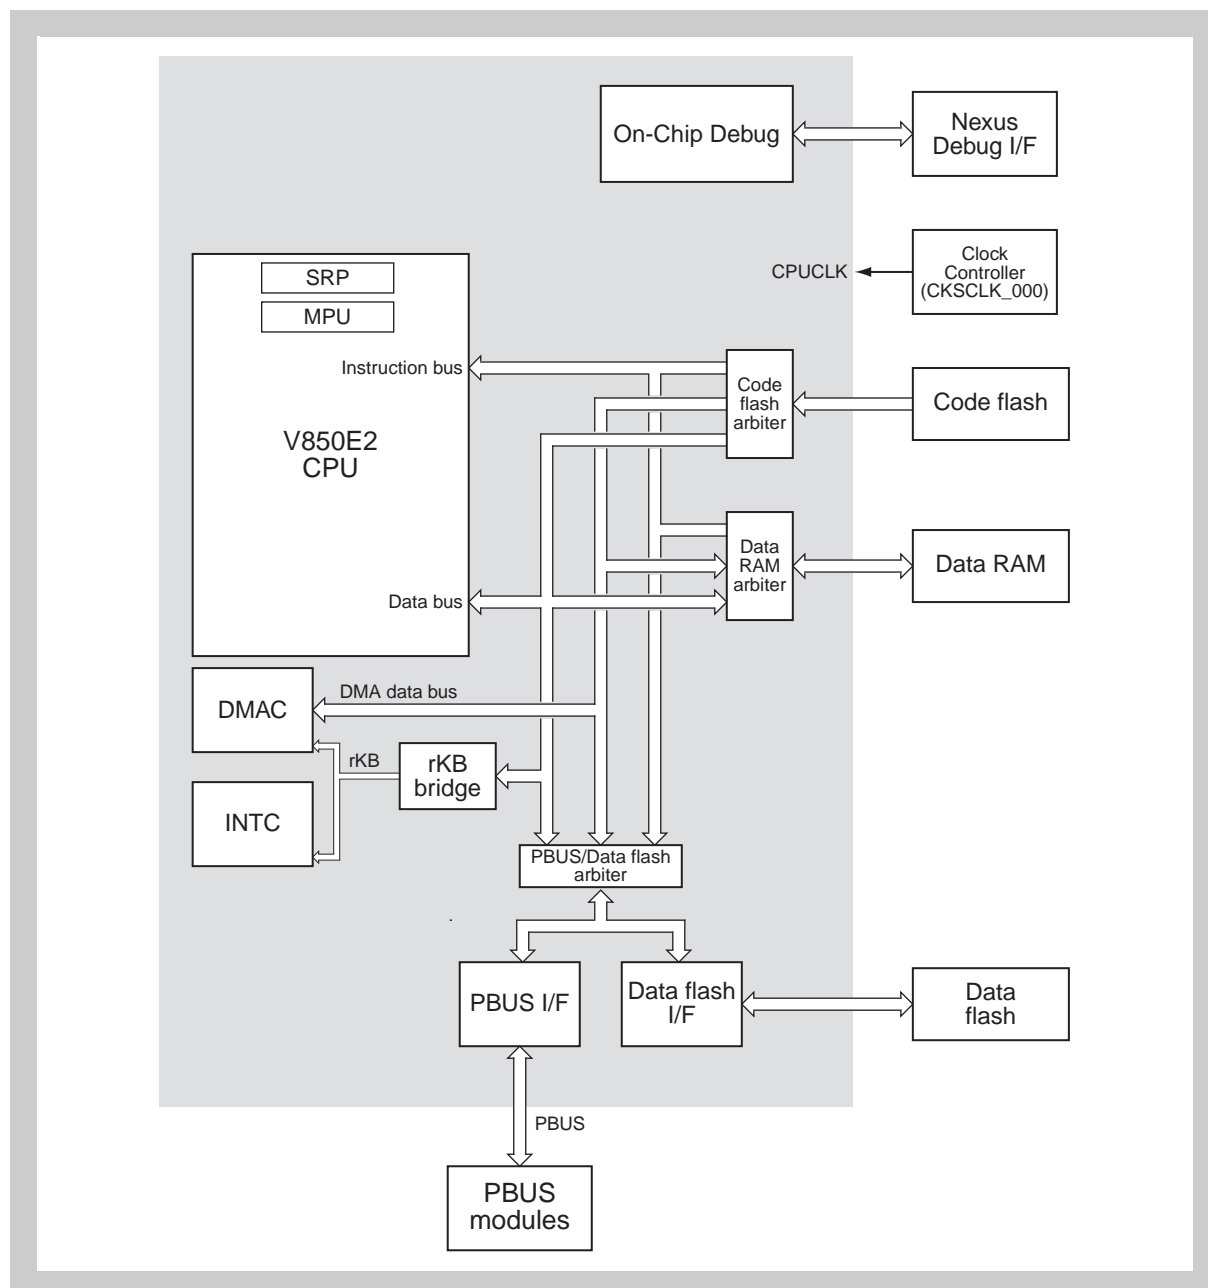 On-Chip Debug
Nexus
Debug I/F
Clock
Controller
(CKSCLK_000)
CPUCLK
SRP
MPU
Instruction bus
V850E2
CPU
Data bus
Code
flash
arbiter
Code flash
Data
RAM
arbiter
Data RAM
DMAC
DMA data bus
rKB
rKB
bridge
INTC
PBUS/Data flash
arbiter
PBUS I/F
Data flash
I/F
Data
flash
PBUS
PBUS
modules